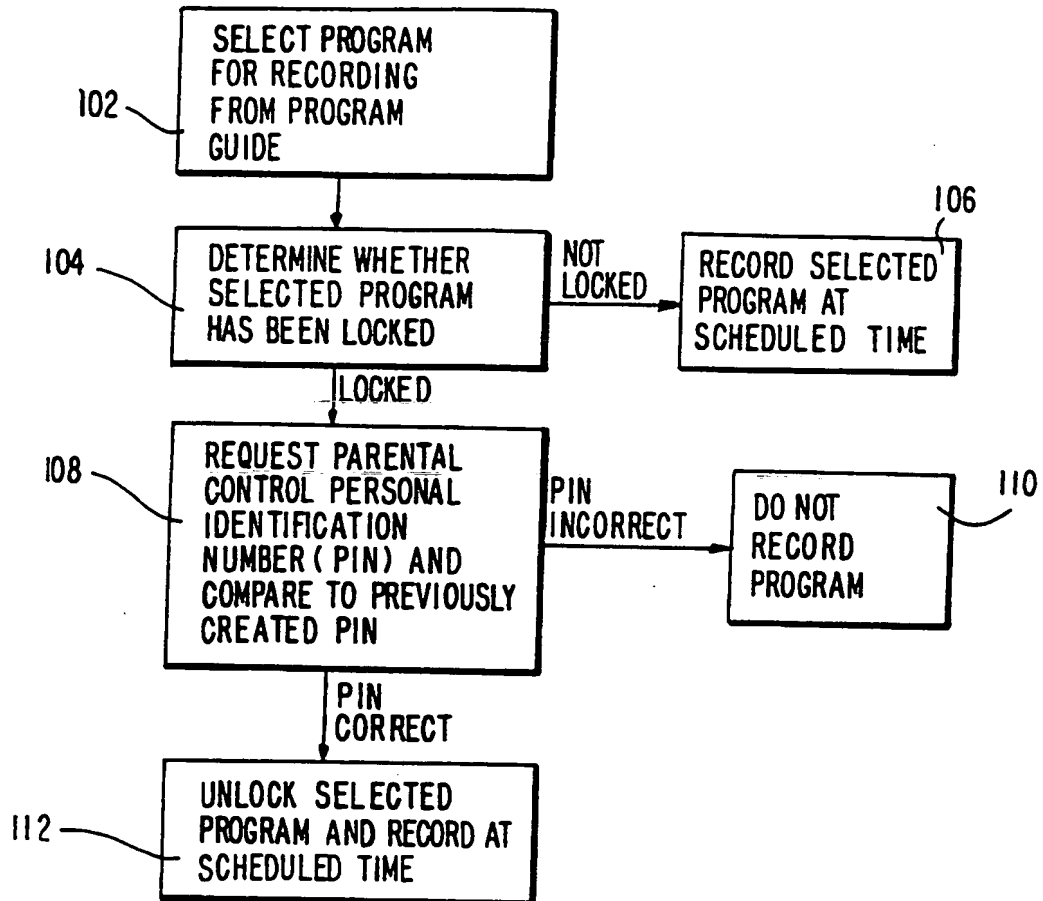 SELECT PROGRAM
FOR RECORDING
FROM PROGRAM
GUIDE
102
104
DETERMINE WHETHER
SELECTED PROGRAM
HAS BEEN LOCKED
NOT
LOCKED
106
RECORD SELECTED
PROGRAM AT
SCHEDULED TIME
LOCKED
108
REQUEST PARENTAL
CONTROL PERSONAL
IDENTIFICATION
NUMBER (PIN) AND
COMPARE TO PREVIOUSLY
CREATED PIN
PIN
INCORRECT
110
DO NOT
RECORD
PROGRAM
PIN
CORRECT
112
UNLOCK SELECTED
PROGRAM AND RECORD AT
SCHEDULED TIME